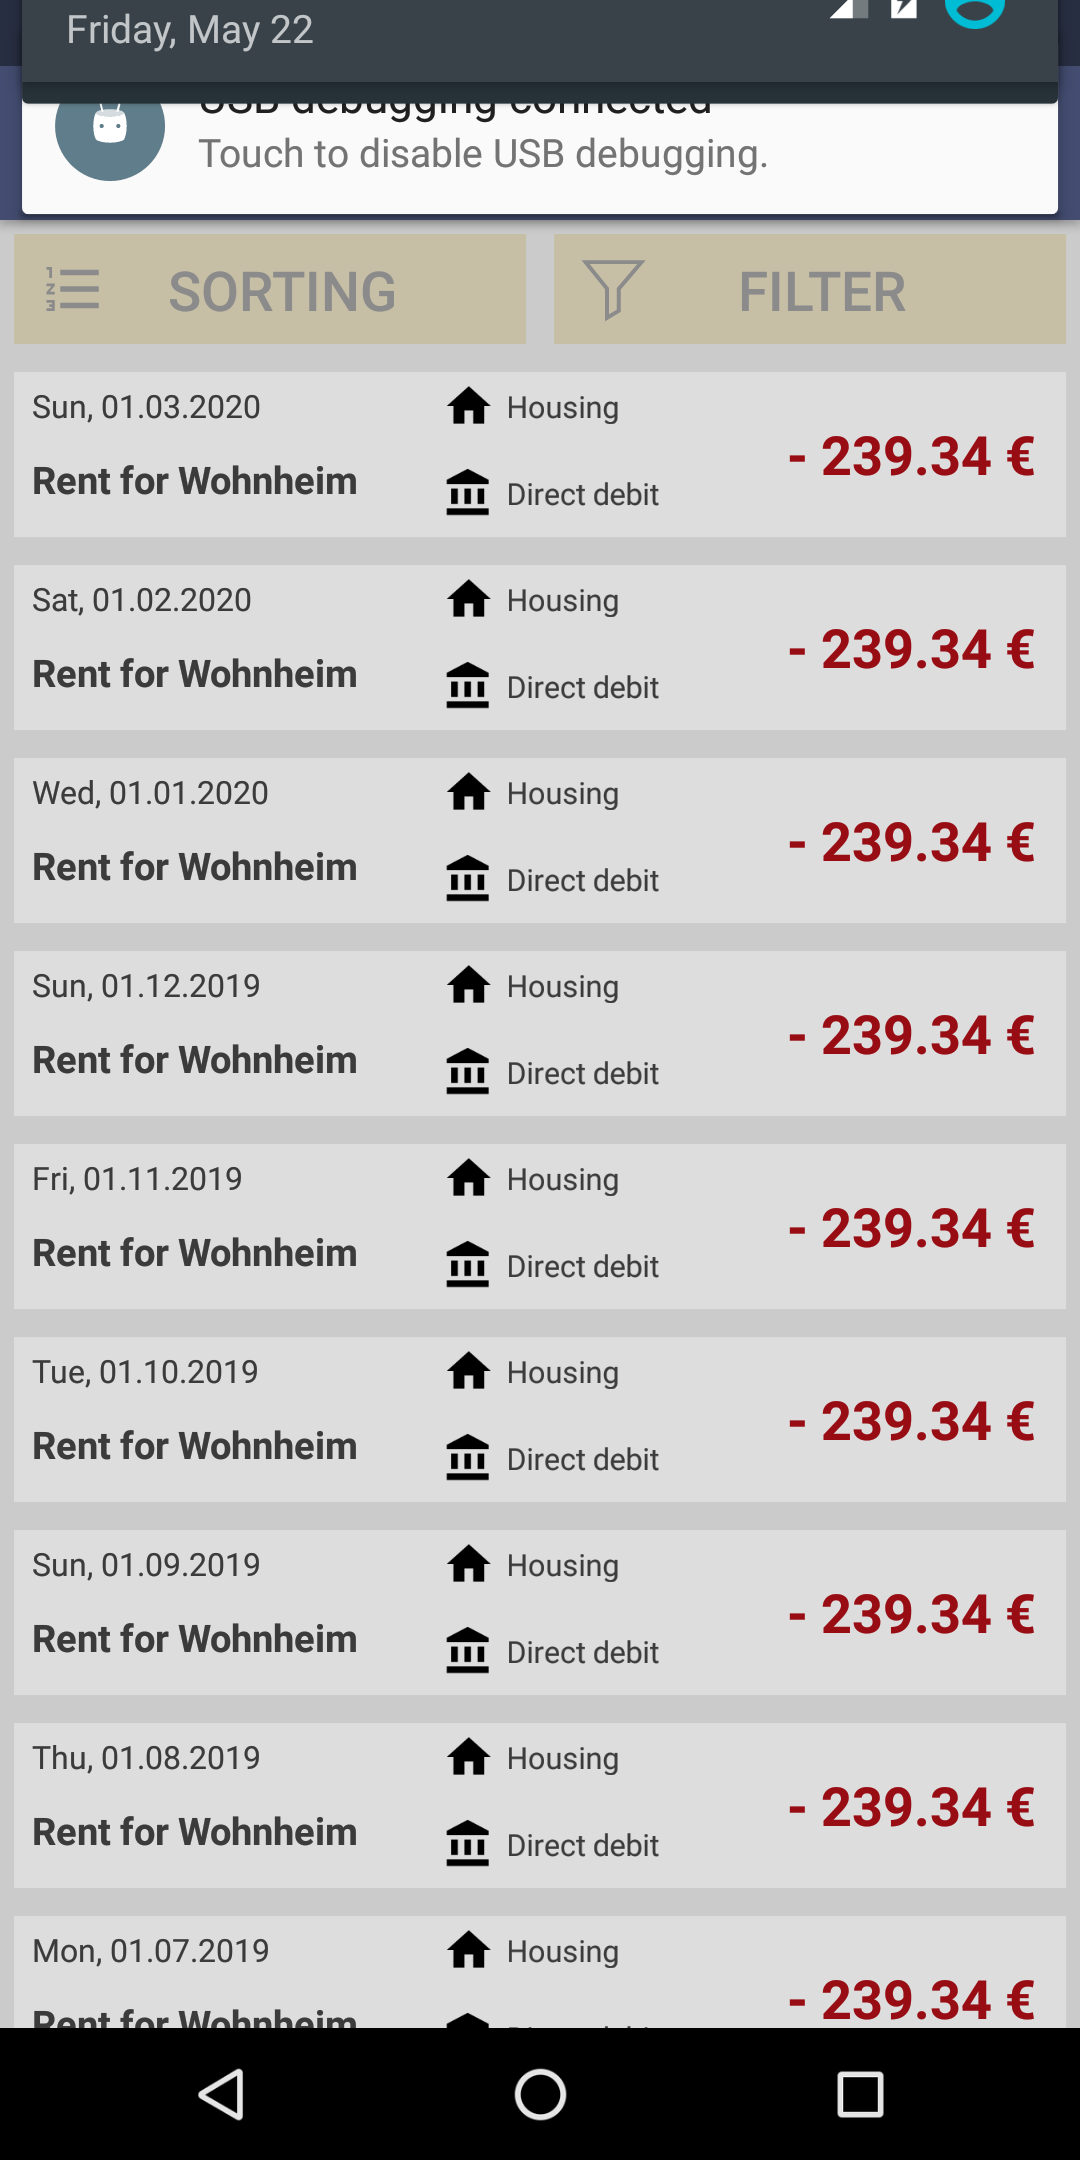 Friday, May 22
USB debugging connected
Touch to disable USB debugging.
SORTING
FILTER
Sun, 01.03.2020
Housing
- 239.34 €
Rent for Wohnheim
Direct debit
Sat, 01.02.2020
Housing
- 239.34 €
Rent for Wohnheim
Direct debit
Wed, 01.01.2020
Housing
- 239.34 €
Rent for Wohnheim
Direct debit
Sun, 01.12.2019
Housing
- 239.34 €
Rent for Wohnheim
Direct debit
Fri, 01.11.2019
Housing
- 239.34 €
Rent for Wohnheim
Direct debit
Tue, 01.10.2019
Housing
- 239.34 €
Rent for Wohnheim
Direct debit
Sun, 01.09.2019
Housing
- 239.34 €
Rent for Wohnheim
Direct debit
Thu, 01.08.2019
Housing
- 239.34 €
Rent for Wohnheim
Direct debit
Mon, 01.07.2019
Housing
- 239.34 €
Rent for Wohnheim